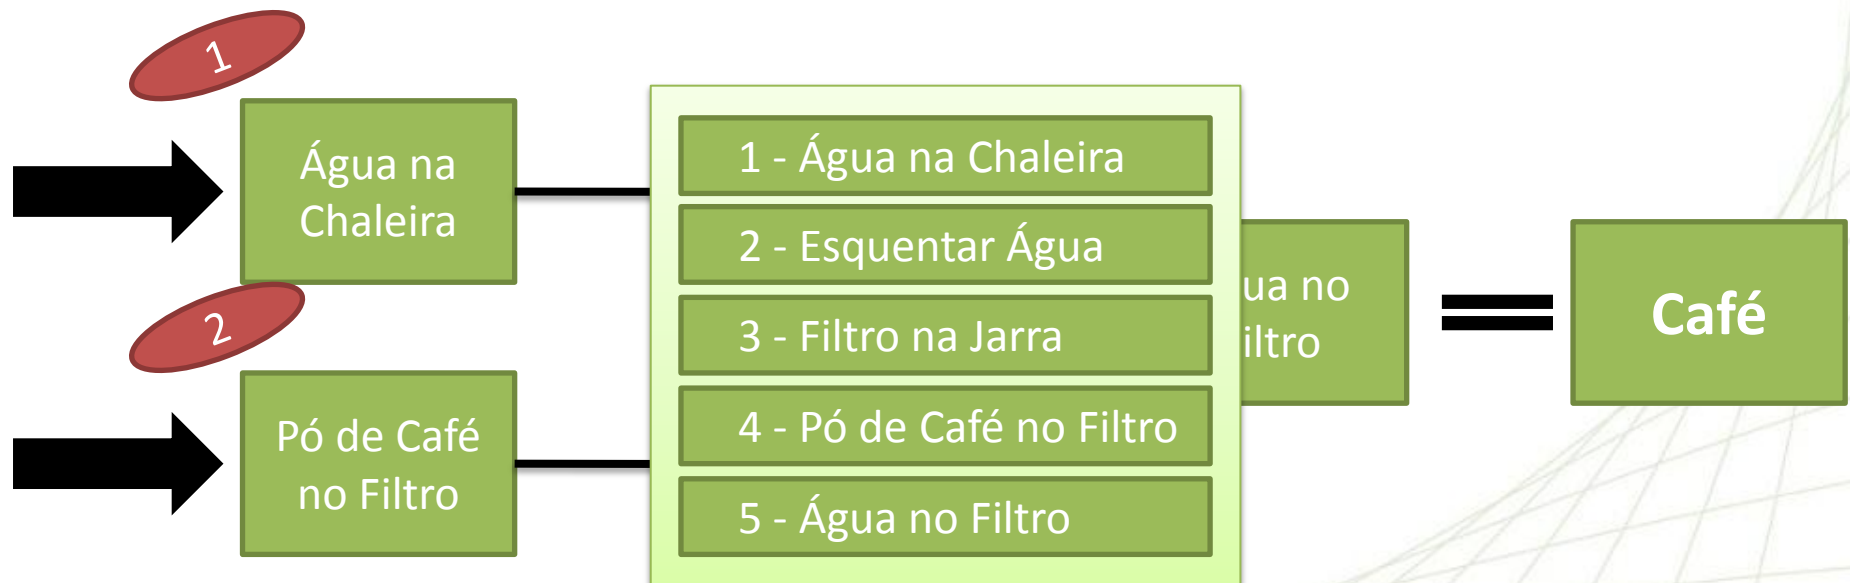 1
Água na
Chaleira
2
Pó de Café
no Filtro
1 - Água na Chaleira
2 - Esquentar Água
3 - Filtro na Jarra
4 - Pó de Café no Filtro
5 - Água no Filtro
ua no
iltro
Café